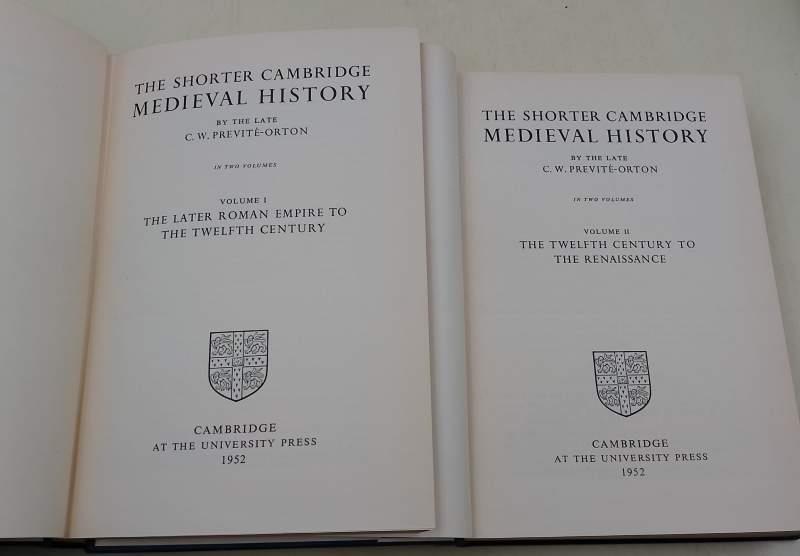 THE SHORTER CAMBRIDGE
MEDIEVAL HISTORY
BY THE LATE
C. W. PREVITÉ-ORTON
IN TWO VOLUMES
VOLUME I
THE LATER ROMAN EMPIRE TO
THE TWELFTH CENTURY
CAMBRIDGE
AT THE UNIVERSITY PRESS
1952
THE SHORTER CAMBRIDGE
MEDIEVAL HISTORY
BY THE LATE
C. W. PREVITÉ-ORTON
IN TWO VOLUMES
VOLUME II
THE TWELFTH CENTURY TO
THE RENAISSANCE
CAMBRIDGE
AT THE UNIVERSITY PRESS
1952